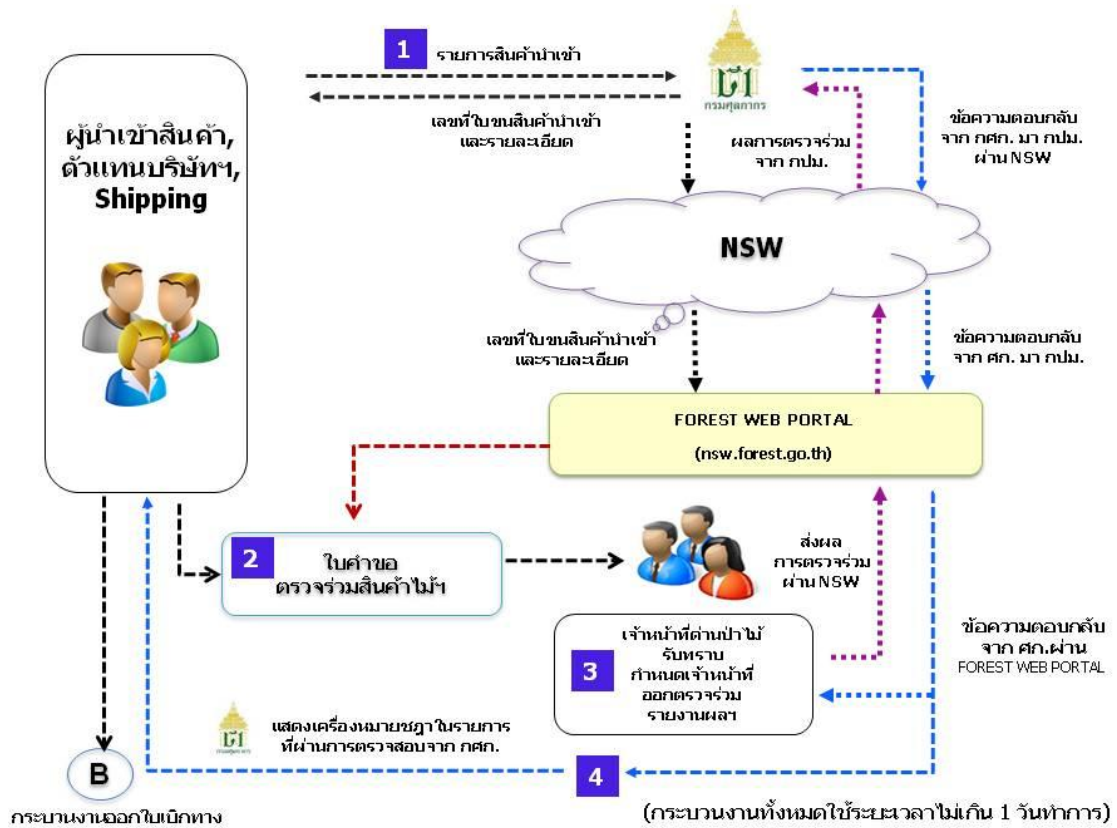 1
รายการสินค้านำเข้า
กรมศุลกากร
เลขที่ใบขนสินค้านำเข้า
และรายละเอียด
ผู้นำเข้าสินค้า,
ตัวแทนบริษัทฯ,
Shipping
ผลการตรวจร่วม
จาก กปม.
ข้อความตอบกลับ
จาก กศก. มา กปม.
ผ่าน NSW
NSW
เลขที่ใบขนสินค้านำเข้า
และรายละเอียด
ข้อความตอบกลับ
จาก ศก. มา กปม.
FOREST WEB PORTAL
(nsw.forest.go.th)
2
ใบคำขอ
ตรวจร่วมสินค้าไม้ฯ
ส่งผล
การตรวจร่วม
ผ่าน NSW
3
เจ้าหน้าที่ด่านป่าไม้
รับทราบ
กำหนดเจ้าหน้าที่
ออกตรวจร่วม
รายงานผลฯ
ข้อความตอบกลับ
จาก ศก.ผ่าน
FOREST WEB PORTAL
กรมศุลกากร
แสดงเครื่องหมายชฎาในรายการ
ที่ผ่านการตรวจสอบจาก กศก.
4
B
กระบวนงานออกใบเบิกทาง
(กระบวนงานทั้งหมดใช้ระยะเวลาไม่เกิน 1 วันทำการ)